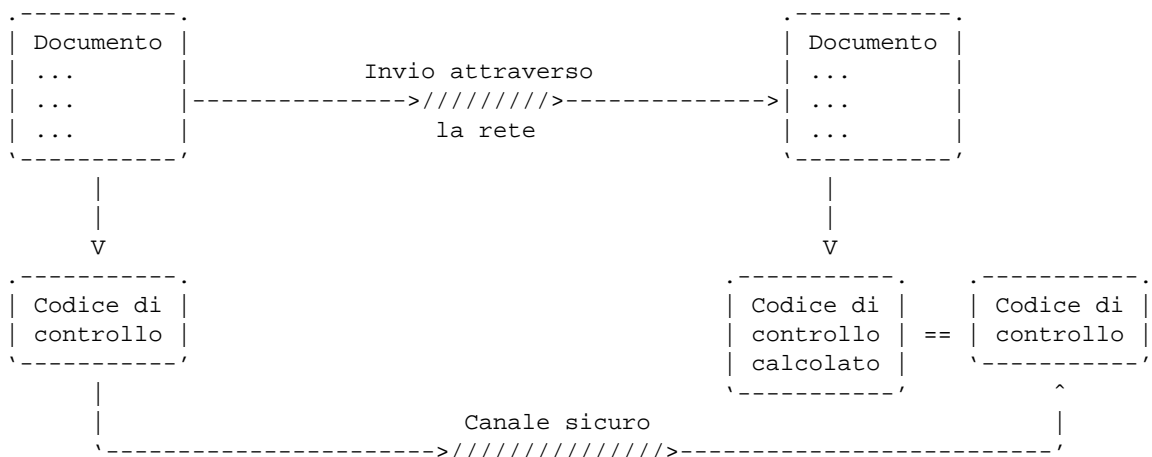 Documento
...
...
...
Invio attraverso
la rete
Documento
...
...
...
Codice di
controllo
Codice di
controllo
calcolato
==
Codice di
controllo
Canale sicuro